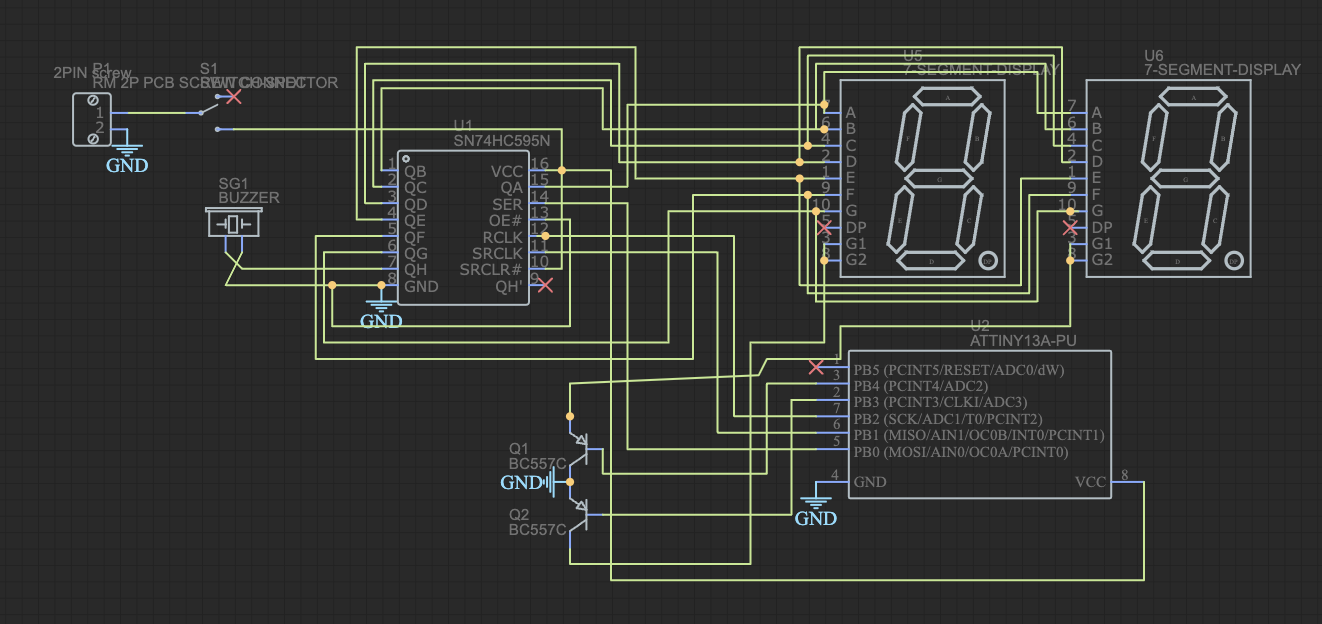 P1
2PIN screw
RM 2P PCB SCREW CONNECTOR
1
2
GND
S1
SWITCH-SPDT
SG1
BUZZER
U1
SN74HC595N
1 QB
2 QC
3 QD
4 QE
5 QF
6 QG
7 QH
8 GND
VCC 16
QA 15
SER 14
OE# 13
RCLK 12
SRCLK 11
SRCLR# 10
QH' 9
GND
U5
7-SEGMENT-DISPLAY
7 A
6 B
4 C
2 D
1 E
9 F
10 G
5 DP
3 G1
8 G2
A
F
B
G
E
C
D
DP
U6
7-SEGMENT-DISPLAY
7 A
6 B
4 C
2 D
1 E
9 F
10 G
5 DP
3 G1
8 G2
A
F
B
G
E
C
D
DP
U2
ATTINY13A-PU
1 PB5 (PCINT5/RESET/ADC0/dW)
3 PB4 (PCINT4/ADC2)
2 PB3 (PCINT3/CLKI/ADC3)
7 PB2 (SCK/ADC1/T0/PCINT2)
6 PB1 (MISO/AIN1/OC0B/INT0/PCINT1)
5 PB0 (MOSI/AIN0/OC0A/PCINT0)
4 GND
VCC 8
GND
Q1
BC557C
GND
Q2
BC557C